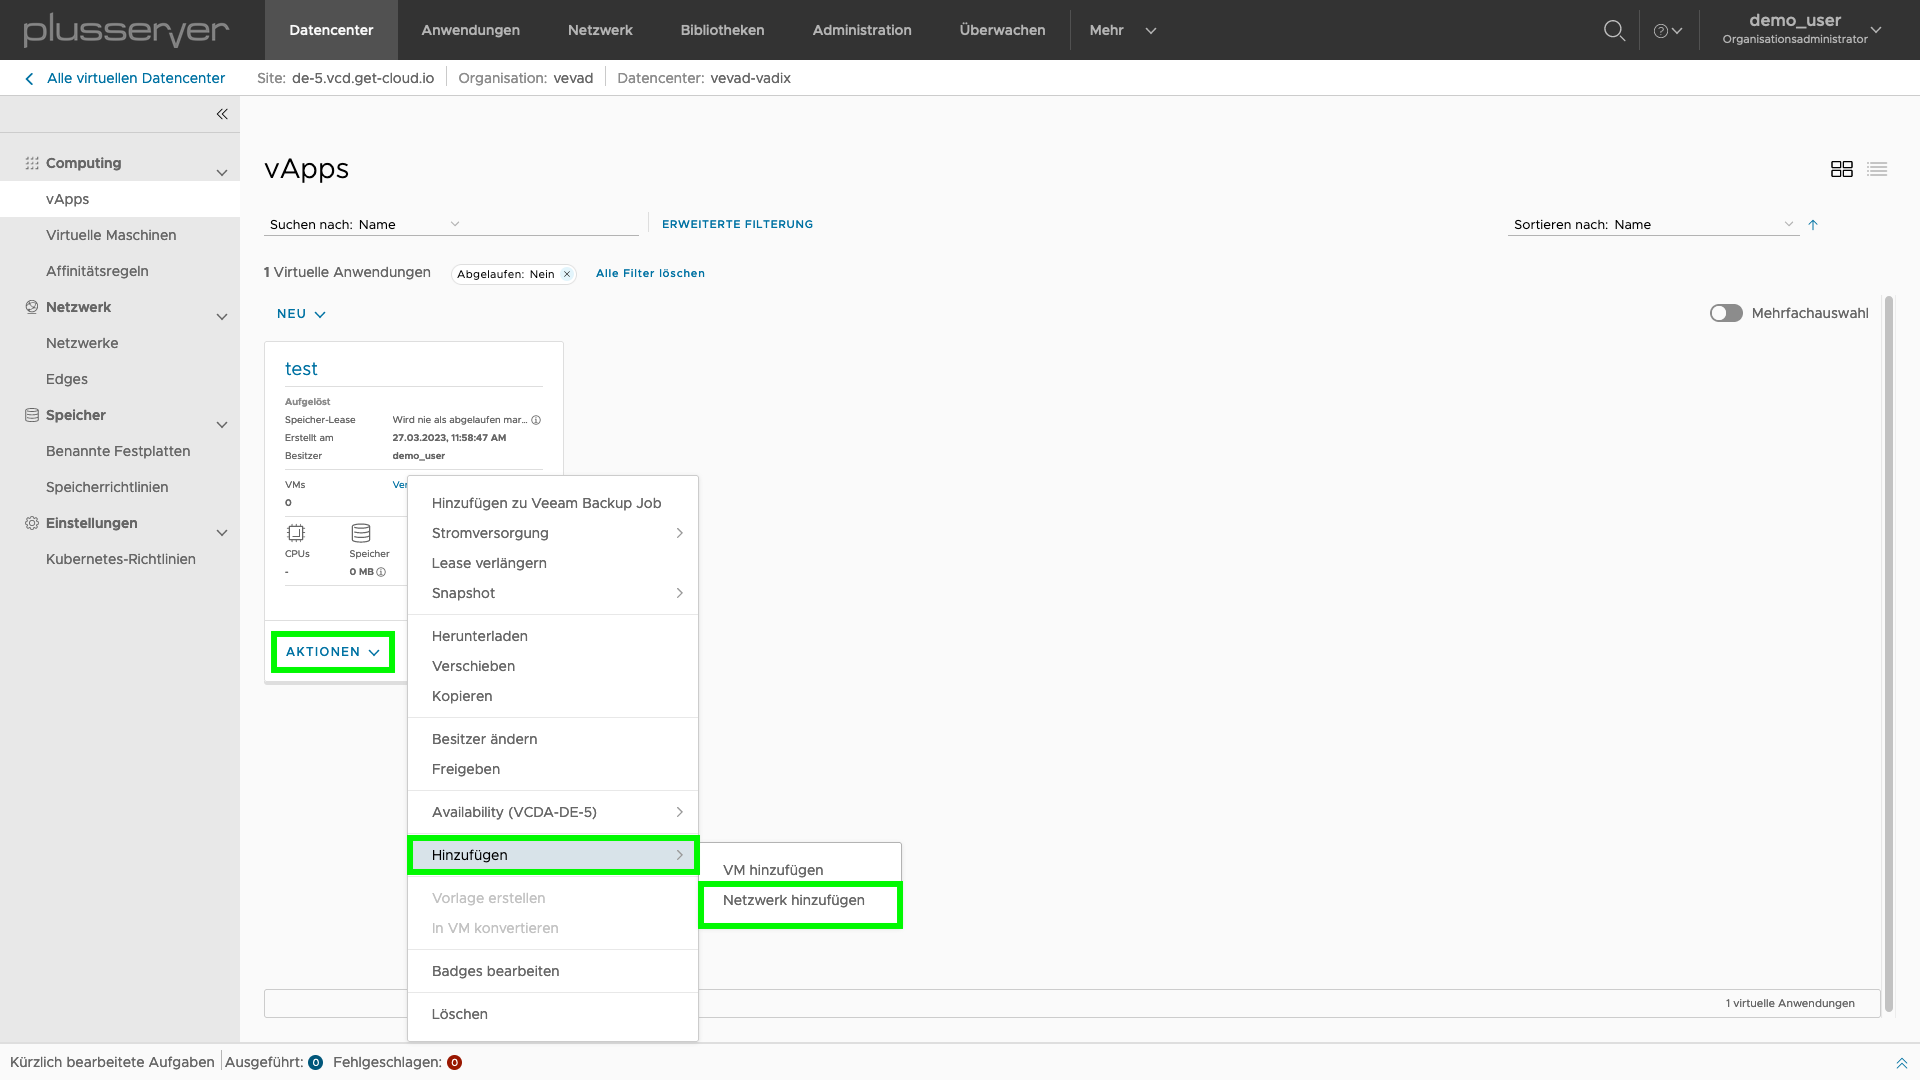 plusserver
Datencenter
Anwendungen
Netzwerk
Bibliotheken
Administration
Überwachen
Mehr
demo_user
Organisationsadministrator
Alle virtuellen Datencenter
Site: de-5.vcd.get-cloud.io
Organisation: vevad
Datencenter: vevad-vadix
Computing
vApps
Virtuelle Maschinen
Affinitätsregeln
Netzwerk
Netzwerke
Edges
Speicher
Benannte Festplatten
Speicherrichtlinien
Einstellungen
Kubernetes-Richtlinien
vApps
Suchen nach: Name
ERWEITERTE FILTERUNG
Sortieren nach: Name
1 Virtuelle Anwendungen
Abgelaufen: Nein
Alle Filter löschen
NEU
Mehrfachauswahl
test
Aufgelöst
Speicher-Lease Wird nie als abgelaufen mar...
Erstellt am 27.03.2023, 11:58:47 AM
Besitzer demo_user
VMs
0
CPUs
-
Speicher
0 MB
AKTIONEN
Hinzufügen zu Veeam Backup Job
Stromversorgung
Lease verlängern
Snapshot
Herunterladen
Verschieben
Kopieren
Besitzer ändern
Freigeben
Availability (VCDA-DE-5)
Hinzufügen
VM hinzufügen
Netzwerk hinzufügen
Vorlage erstellen
In VM konvertieren
Badges bearbeiten
Löschen
1 virtuelle Anwendungen
Kürzlich bearbeitete Aufgaben
Ausgeführt: 0
Fehlgeschlagen: 0